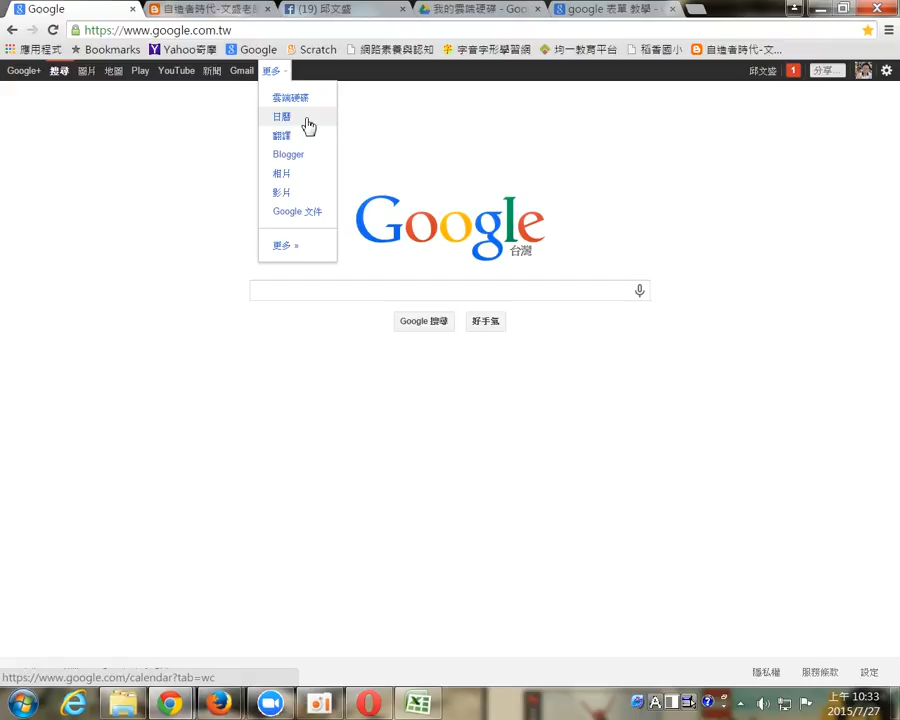 Google
自造者時代-文盛老
(19) 邱文盛
我的雲端硬碟 - Goo
google 表單 教學 -
https://www.google.com.tw
應用程式
Bookmarks
Yahoo奇摩
Google
Scratch
網路素養與認知
字音字形學習網
均一教育平台
稻香國小
自造者時代-文...
Google+
搜尋
圖片
地圖
Play
YouTube
新聞
Gmail
更多
邱文盛
1
分享...
雲端硬碟
日曆
翻譯
Blogger
相片
影片
Google 文件
更多 »
Google
台灣
Google 搜尋
好手氣
隱私權
服務條款
設定
https://www.google.com/calendar?tab=wc
A
上午 10:33
2015/7/27